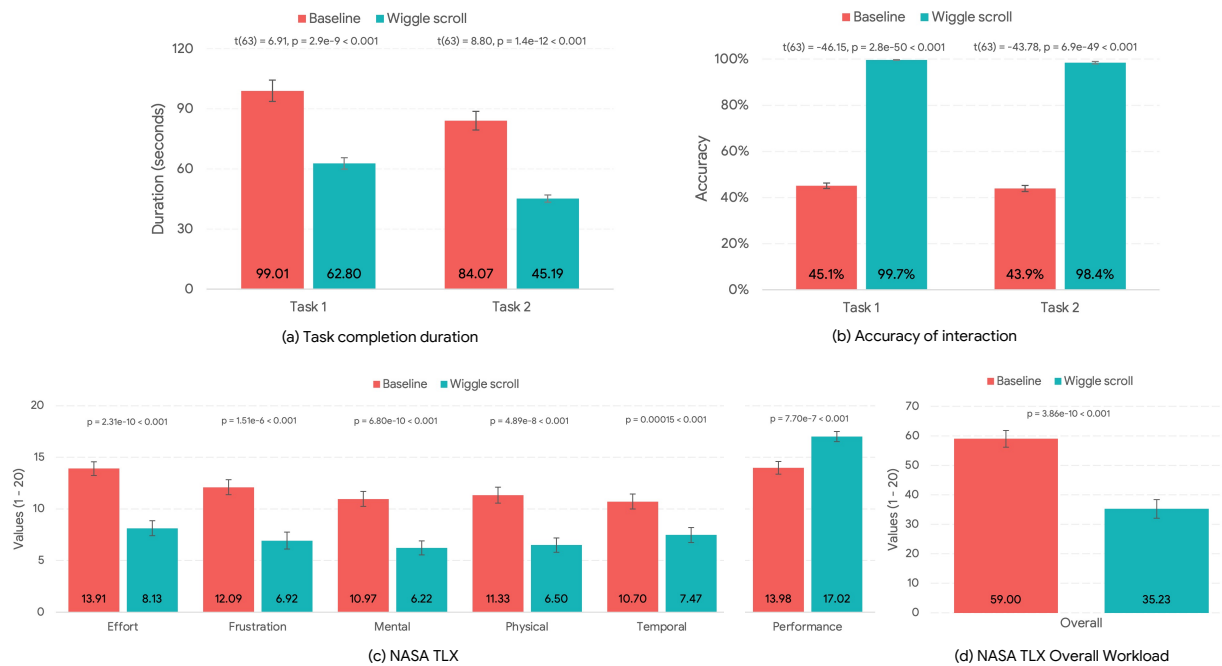 Baseline Wiggle scroll
t(63) = 6.91, p = 2.9e-9 < 0.001 t(63) = 8.80, p = 1.4e-12 < 0.001
120
90
60
30
0
Duration (seconds)
99.01 62.80 84.07 45.19
Task 1 Task 2
(a) Task completion duration
Baseline Wiggle scroll
t(63) = -46.15, p = 2.8e-50 < 0.001 t(63) = -43.78, p = 6.9e-49 < 0.001
100%
80%
60%
40%
20%
0%
Accuracy
45.1% 99.7% 43.9% 98.4%
Task 1 Task 2
(b) Accuracy of interaction
Baseline Wiggle scroll
20
15
10
5
0
Values (1 - 20)
p = 2.31e-10 < 0.001 p = 1.51e-6 < 0.001 p = 6.80e-10 < 0.001 p = 4.89e-8 < 0.001 p = 0.00015 < 0.001 p = 7.70e-7 < 0.001
13.91 8.13 12.09 6.92 10.97 6.22 11.33 6.50 10.70 7.47 13.98 17.02
Effort Frustration Mental Physical Temporal Performance
(c) NASA TLX
Baseline Wiggle scroll
p = 3.86e-10 < 0.001
70
60
50
40
30
20
10
0
Values (1 - 20)
59.00 35.23
Overall
(d) NASA TLX Overall Workload